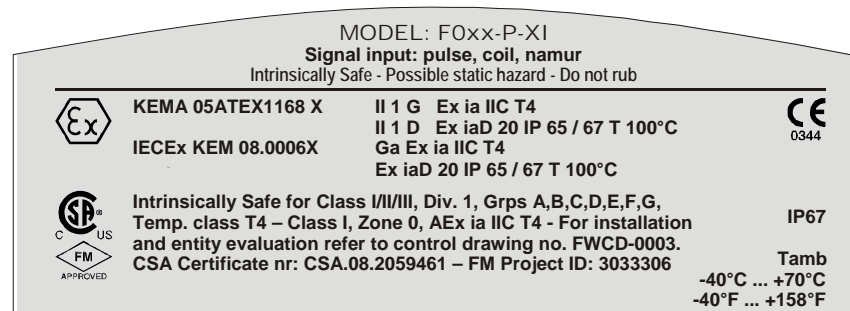 MODEL: F0xx-P-XI
Signal input: pulse, coil, namur
Intrinsically Safe - Possible static hazard - Do not rub
Ex
KEMA 05ATEX1168 X II 1 G Ex ia IIC T4
II 1 D Ex iaD 20 IP 65 / 67 T 100°C
IECEx KEM 08.0006X Ga Ex ia IIC T4
Ex iaD 20 IP 65 / 67 T 100°C
CE
0344
SA
C US
FM
APPROVED
Intrinsically Safe for Class I/II/III, Div. 1, Grps A,B,C,D,E,F,G,
Temp. class T4 – Class I, Zone 0, AEx ia IIC T4 - For installation
and entity evaluation refer to control drawing no. FWCD-0003.
CSA Certificate nr: CSA.08.2059461 – FM Project ID: 3033306
IP67
Tamb
-40°C ... +70°C
-40°F ... +158°F